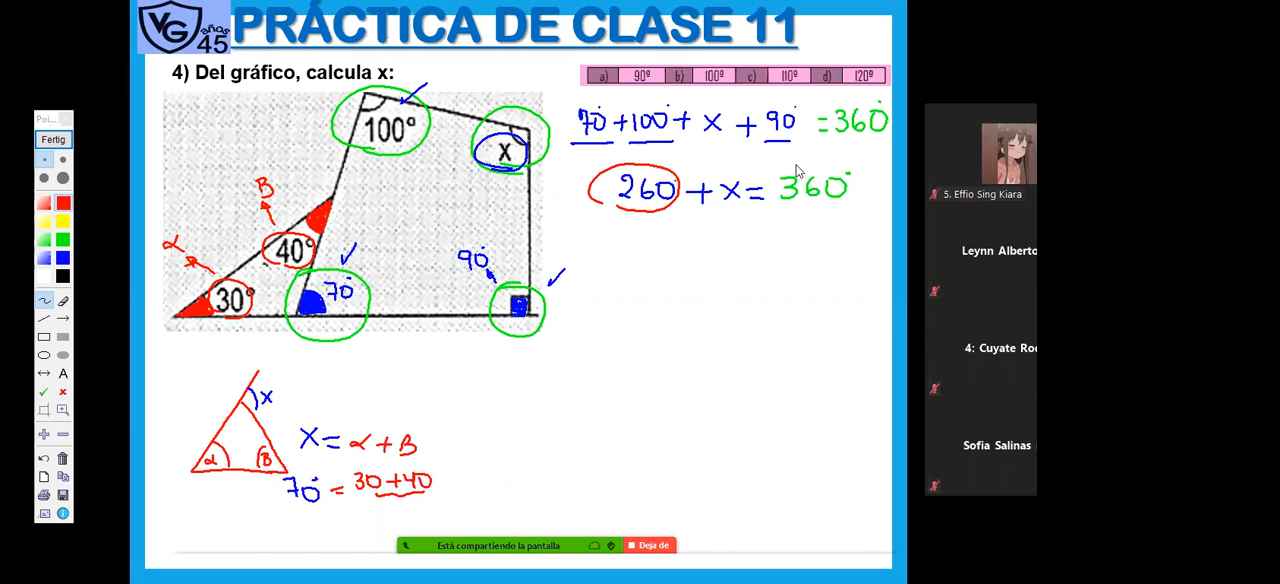 VG
años
45
PRÁCTICA DE CLASE 11
4) Del gráfico, calcula x:
a) 90º b) 100º c) 110º d) 120º
100°
x
B
40°
α
30°
70°
90°
70°+100°+ x + 90° =360°
260°+x= 360°
x
α
B
x= α+B
70°= 30+40
Poi...
Fertig
A
5. Effio Sing Kiara
Leynn Alberto
4: Cuyate Ro
Sofia Salinas
Está compartiendo la pantalla
Deja de